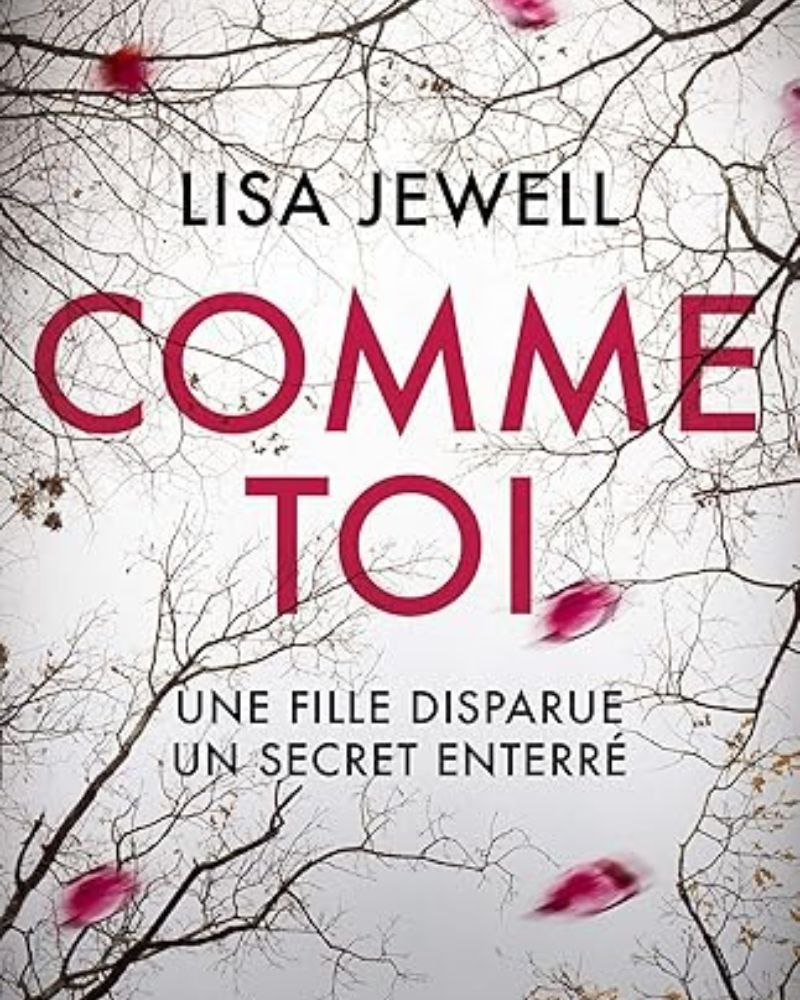 LISA JEWELL
COMME
TOI
UNE FILLE DISPARUE
UN SECRET ENTERRÉ